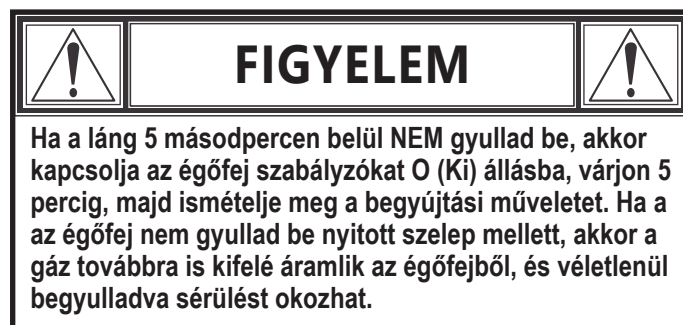 FIGYELEM
Ha a láng 5 másodpercen belül NEM gyullad be, akkor
kapcsolja az égőfej szabályzókat O (Ki) állásba, várjon 5
percig, majd ismételje meg a begyújtási műveletet. Ha a
az égőfej nem gyullad be nyitott szelep mellett, akkor a
gáz továbbra is kifelé áramlik az égőfejből, és véletlenül
begyulladva sérülést okozhat.